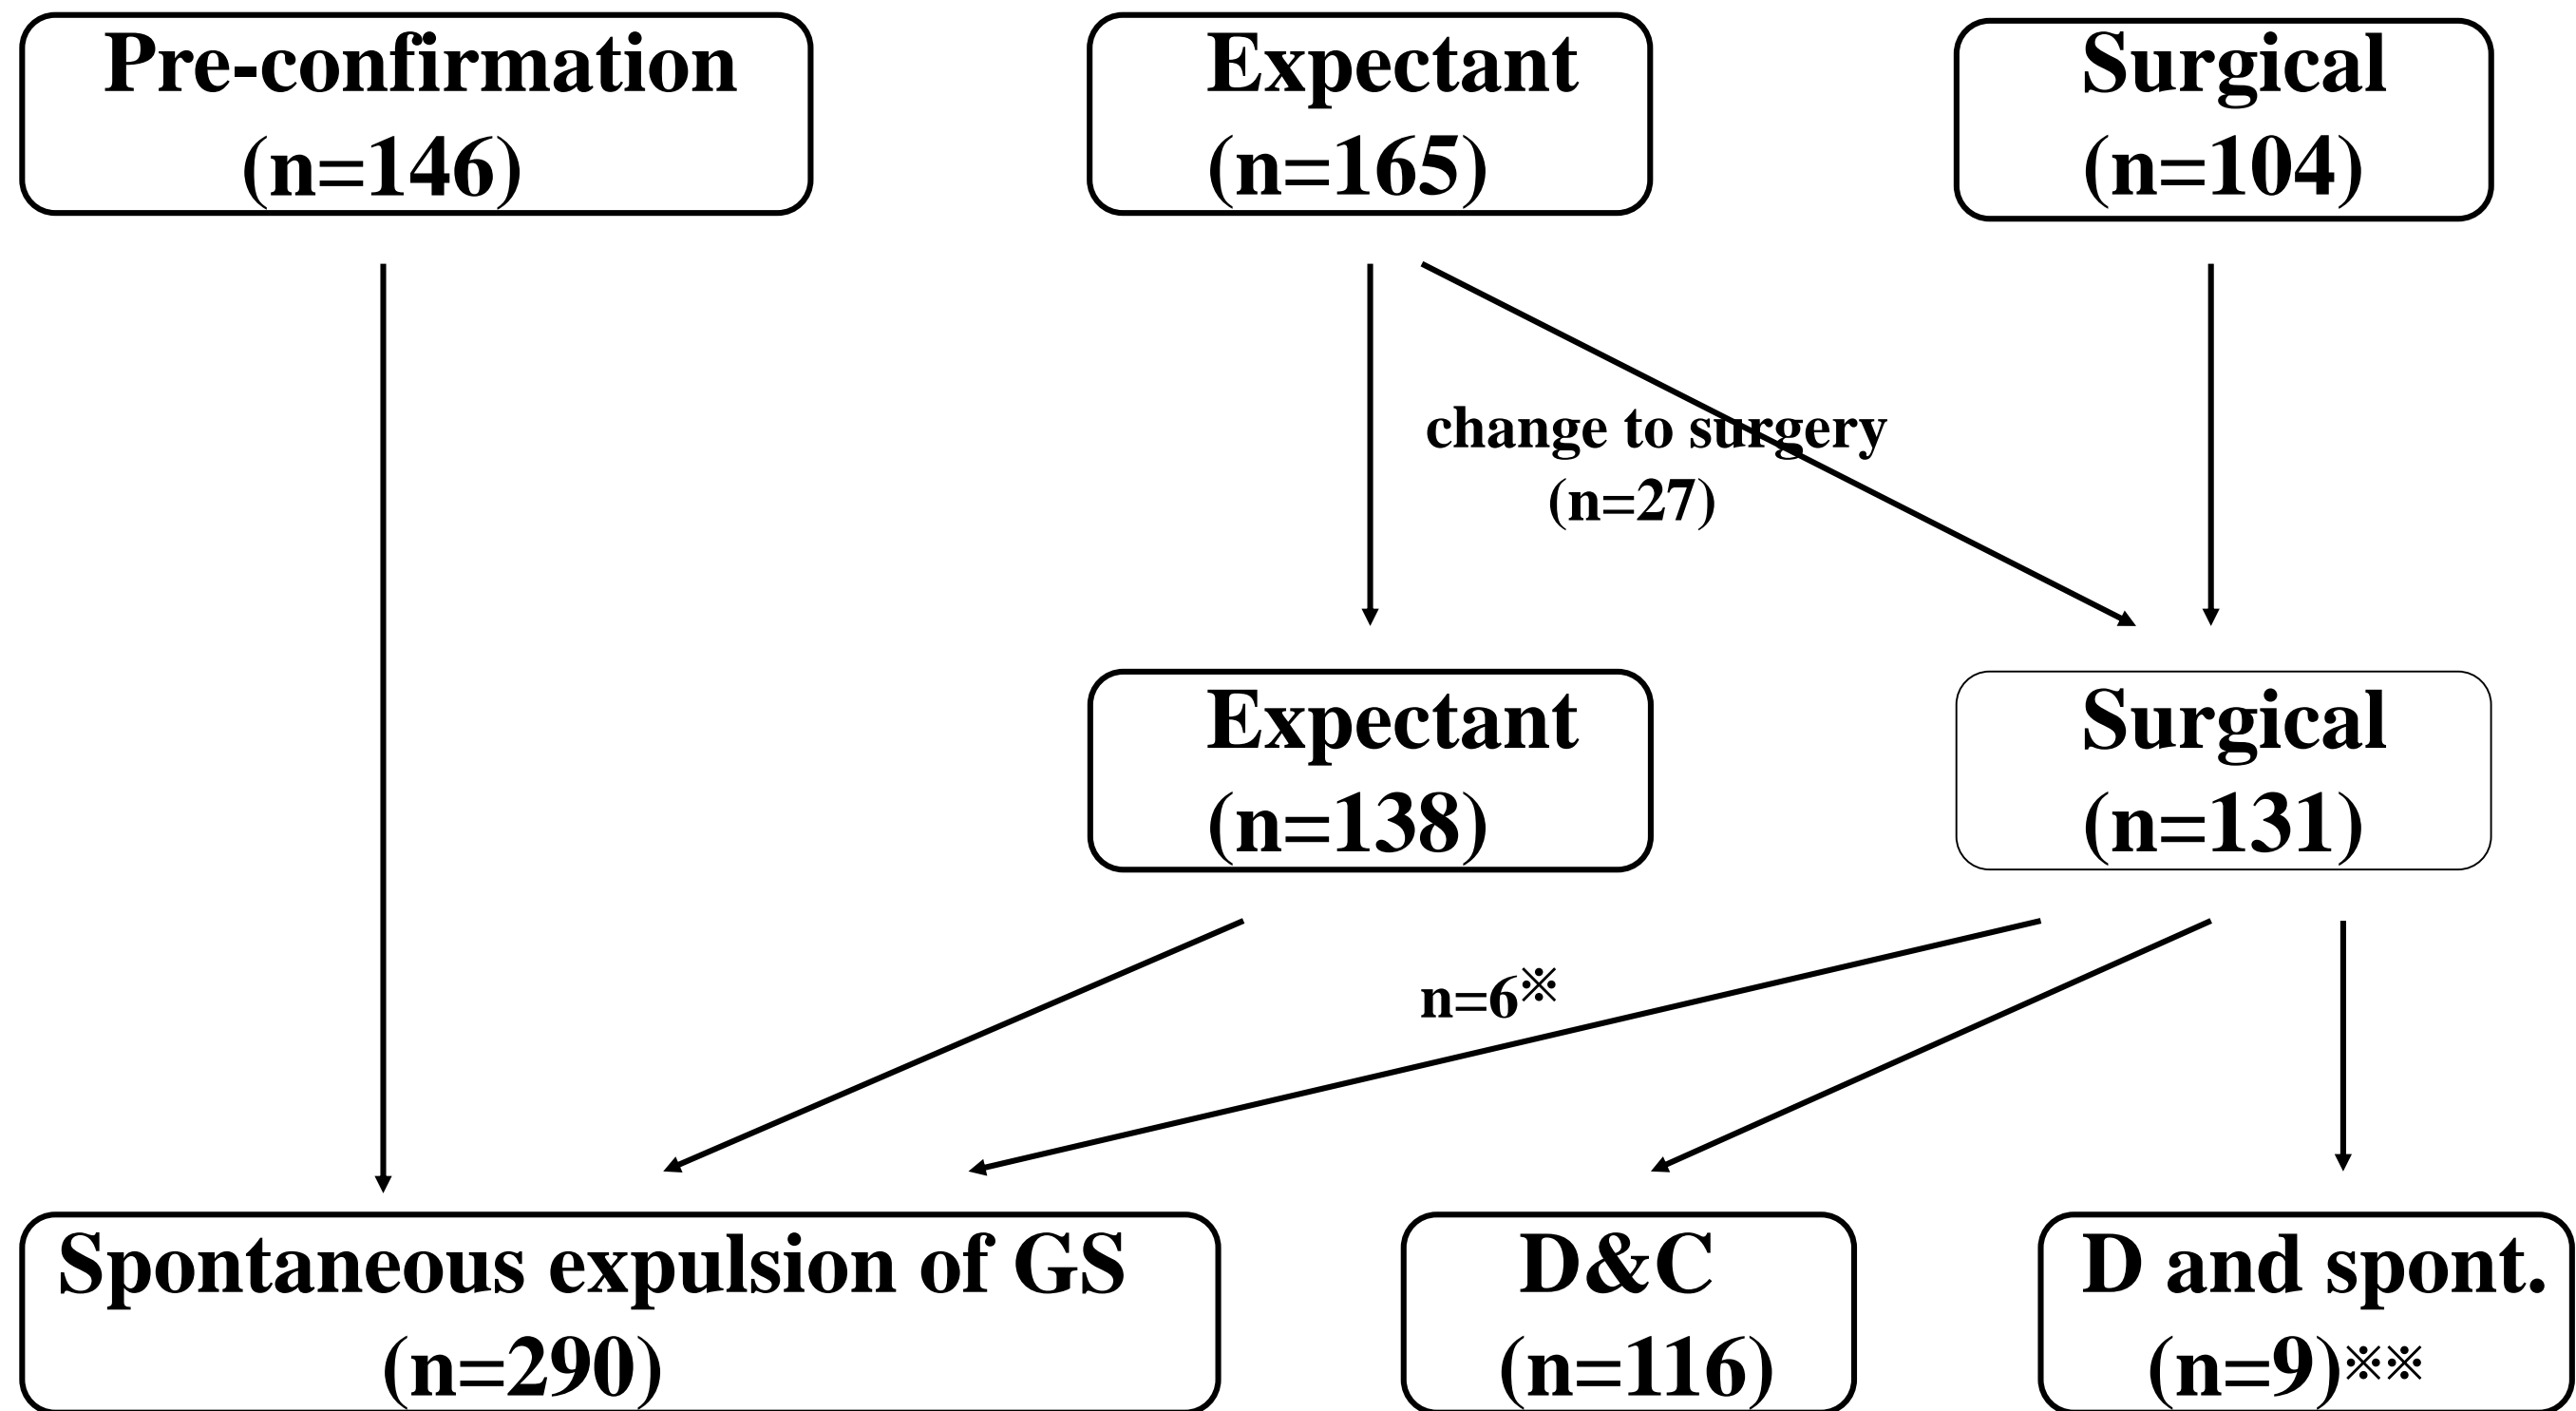 Pre-confirmation
(n=146)
Expectant
(n=165)
Surgical
(n=104)
change to surgery
(n=27)
Expectant
(n=138)
Surgical
(n=131)
n=6※
Spontaneous expulsion of GS
(n=290)
D&C
(n=116)
D and spont.
(n=9)※※